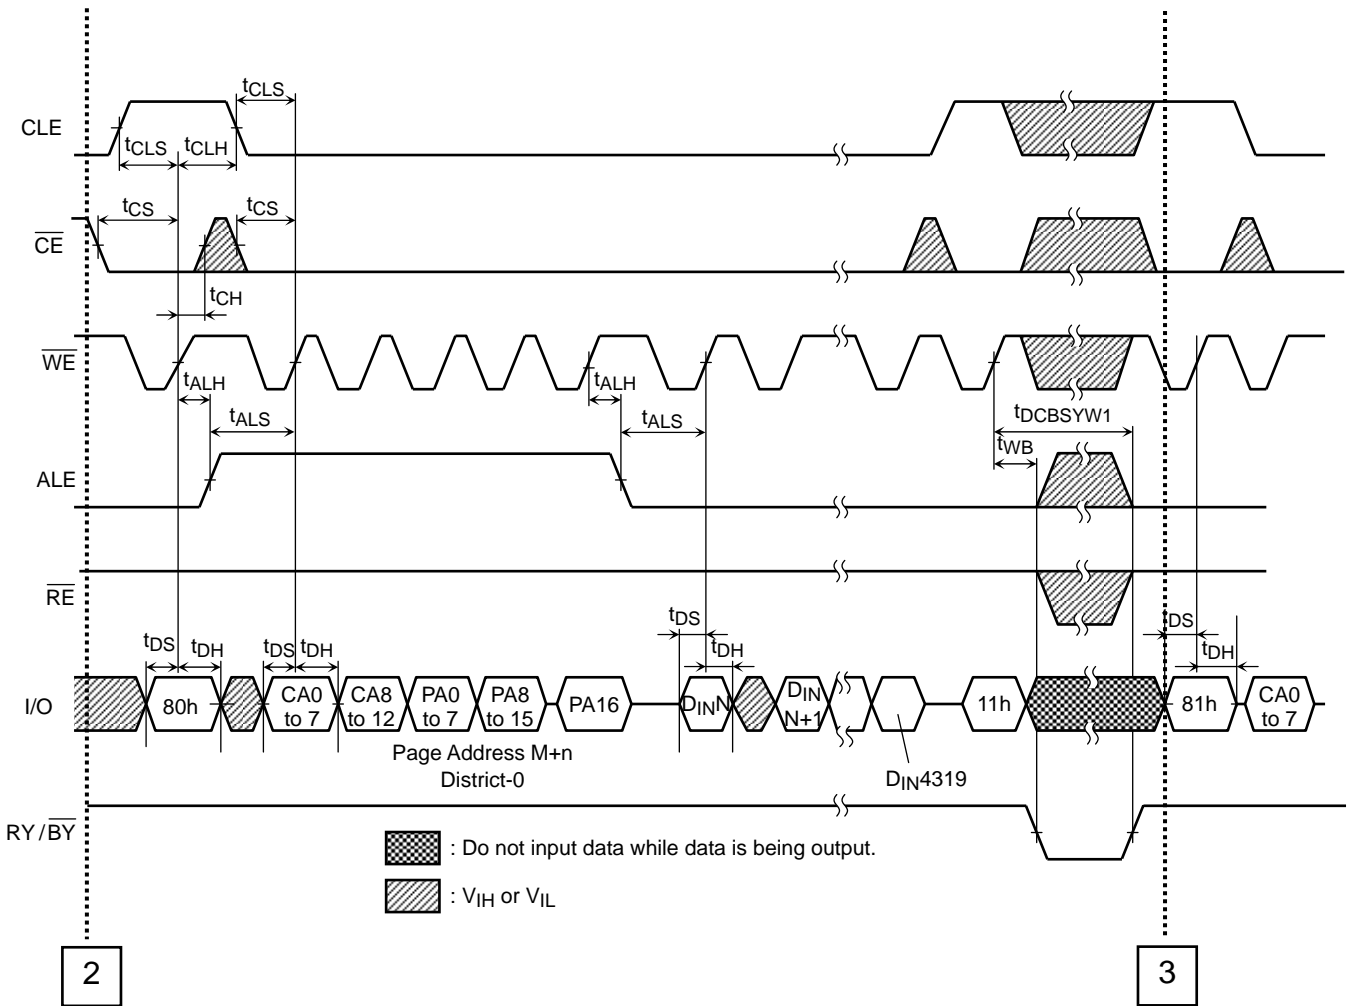 tCLS
CLE
tCLS
tCLH
tCS
tCS
CE
tCH
WE
tALH
tALH
tALS
tALS
tDCBSYW1
tWB
ALE
RE
tDS
tDH
tDS
tDH
tDS
tDH
tDS
tDH
I/O
80h
CA0 to 7
CA8 to 12
PA0 to 7
PA8 to 15
PA16
DINN
DIN N+1
11h
81h
CA0 to 7
Page Address M+n
District-0
DIN4319
RY/BY
: Do not input data while data is being output.
: VIH or VIL
2
3